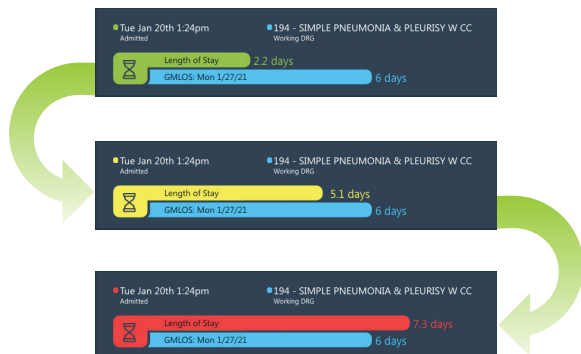 Tue Jan 20th 1:24pm
Admitted
194 - SIMPLE PNEUMONIA & PLEURISY W CC
Working DRG
Length of Stay
2.2 days
GMLOS: Mon 1/27/21
6 days
Tue Jan 20th 1:24pm
Admitted
194 - SIMPLE PNEUMONIA & PLEURISY W CC
Working DRG
Length of Stay
5.1 days
GMLOS: Mon 1/27/21
6 days
Tue Jan 20th 1:24pm
Admitted
194 - SIMPLE PNEUMONIA & PLEURISY W CC
Working DRG
Length of Stay
7.3 days
GMLOS: Mon 1/27/21
6 days